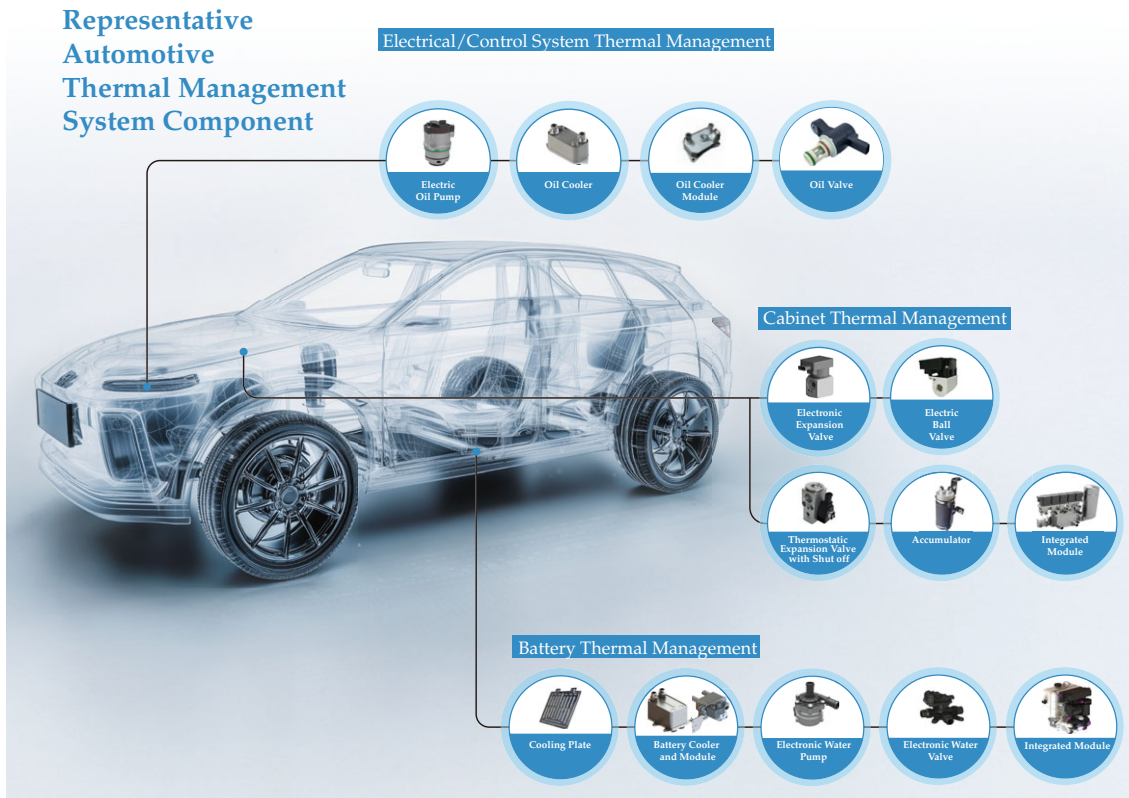 Representative
Automotive
Thermal Management
System Component
Electrical/Control System Thermal Management
Electric
Oil Pump
Oil Cooler
Oil Cooler
Module
Oil Valve
Cabinet Thermal Management
Electronic
Expansion
Valve
Electric
Ball
Valve
Thermostatic
Expansion Valve
with Shut off
Accumulator
Integrated
Module
Battery Thermal Management
Cooling Plate
Battery Cooler
and Module
Electronic Water
Pump
Electronic Water
Valve
Integrated Module